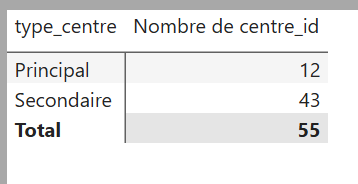 type_centre Nombre de centre_id
Principal 12
Secondaire 43
Total 55